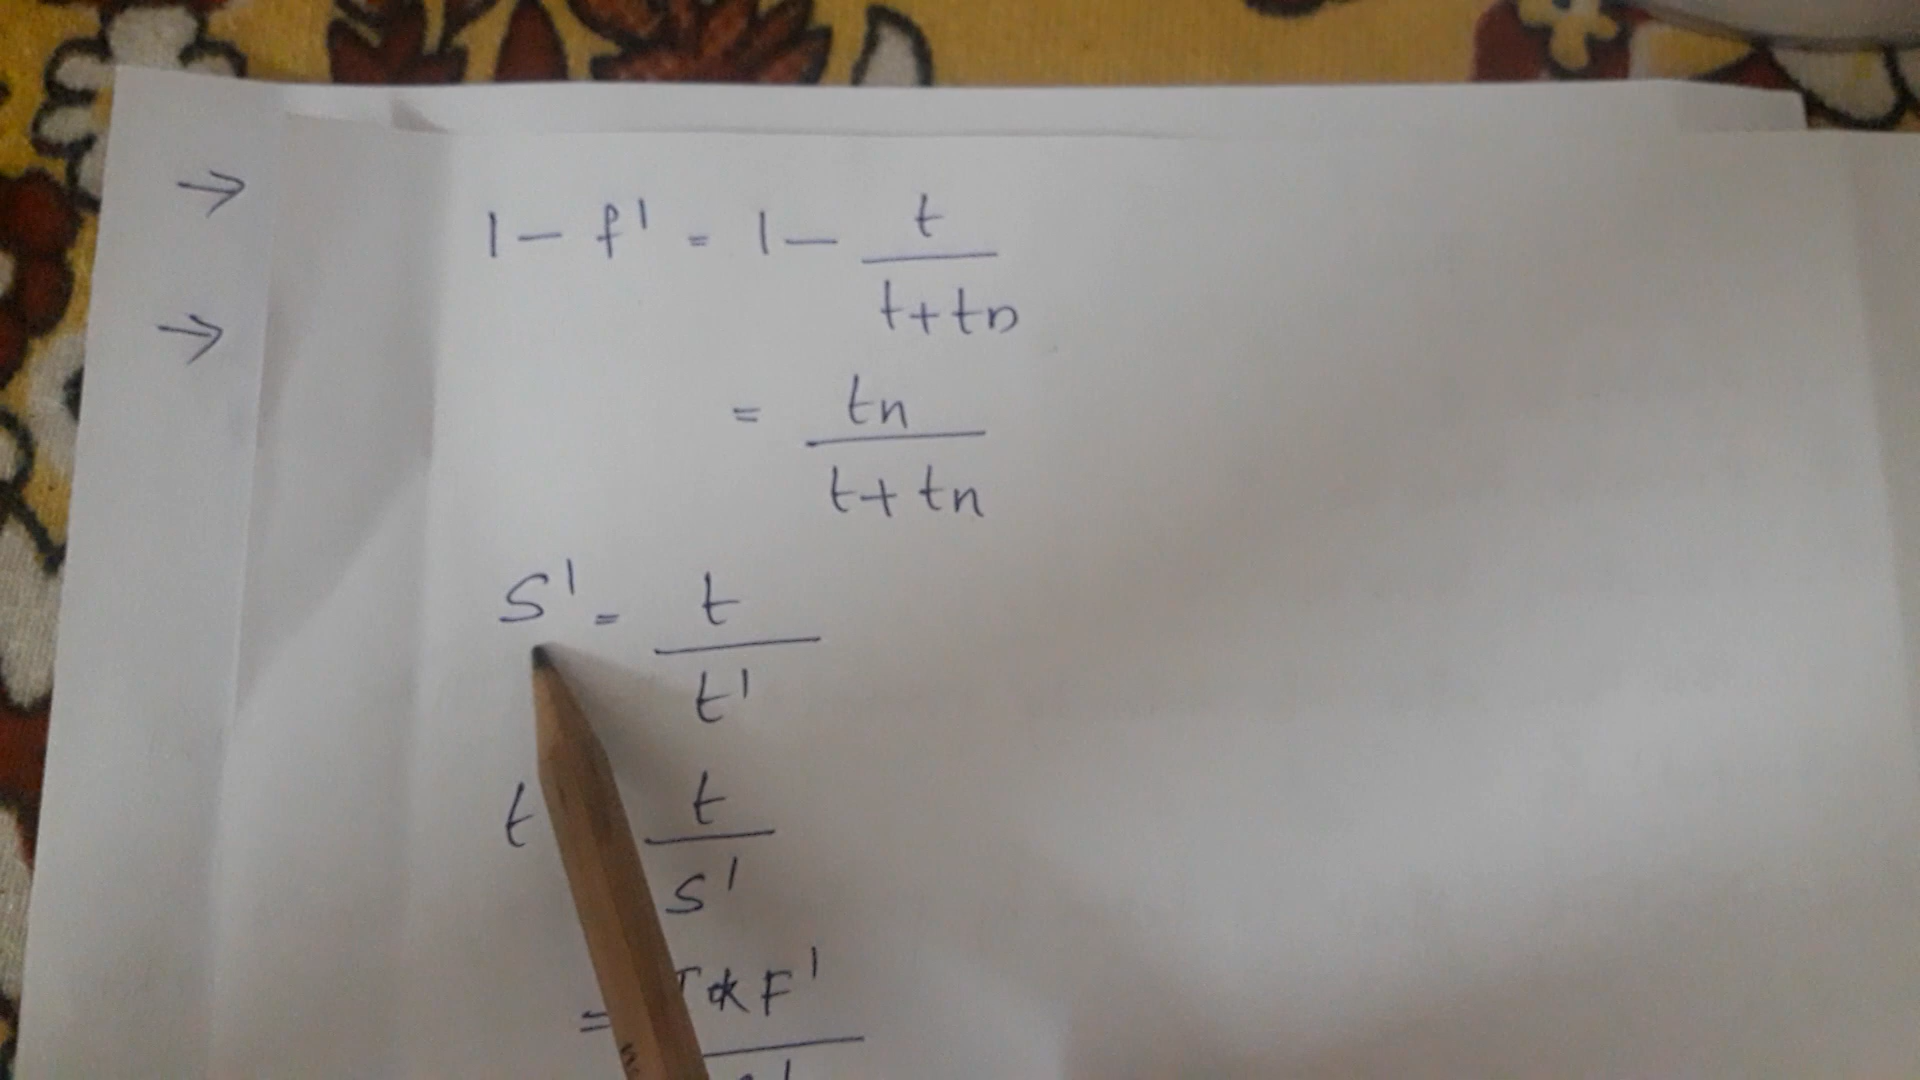 →
1 - f' = 1 - t / t+tn
→
= tn / t+tn
S' = t / t'
t t / s'
= T * F'